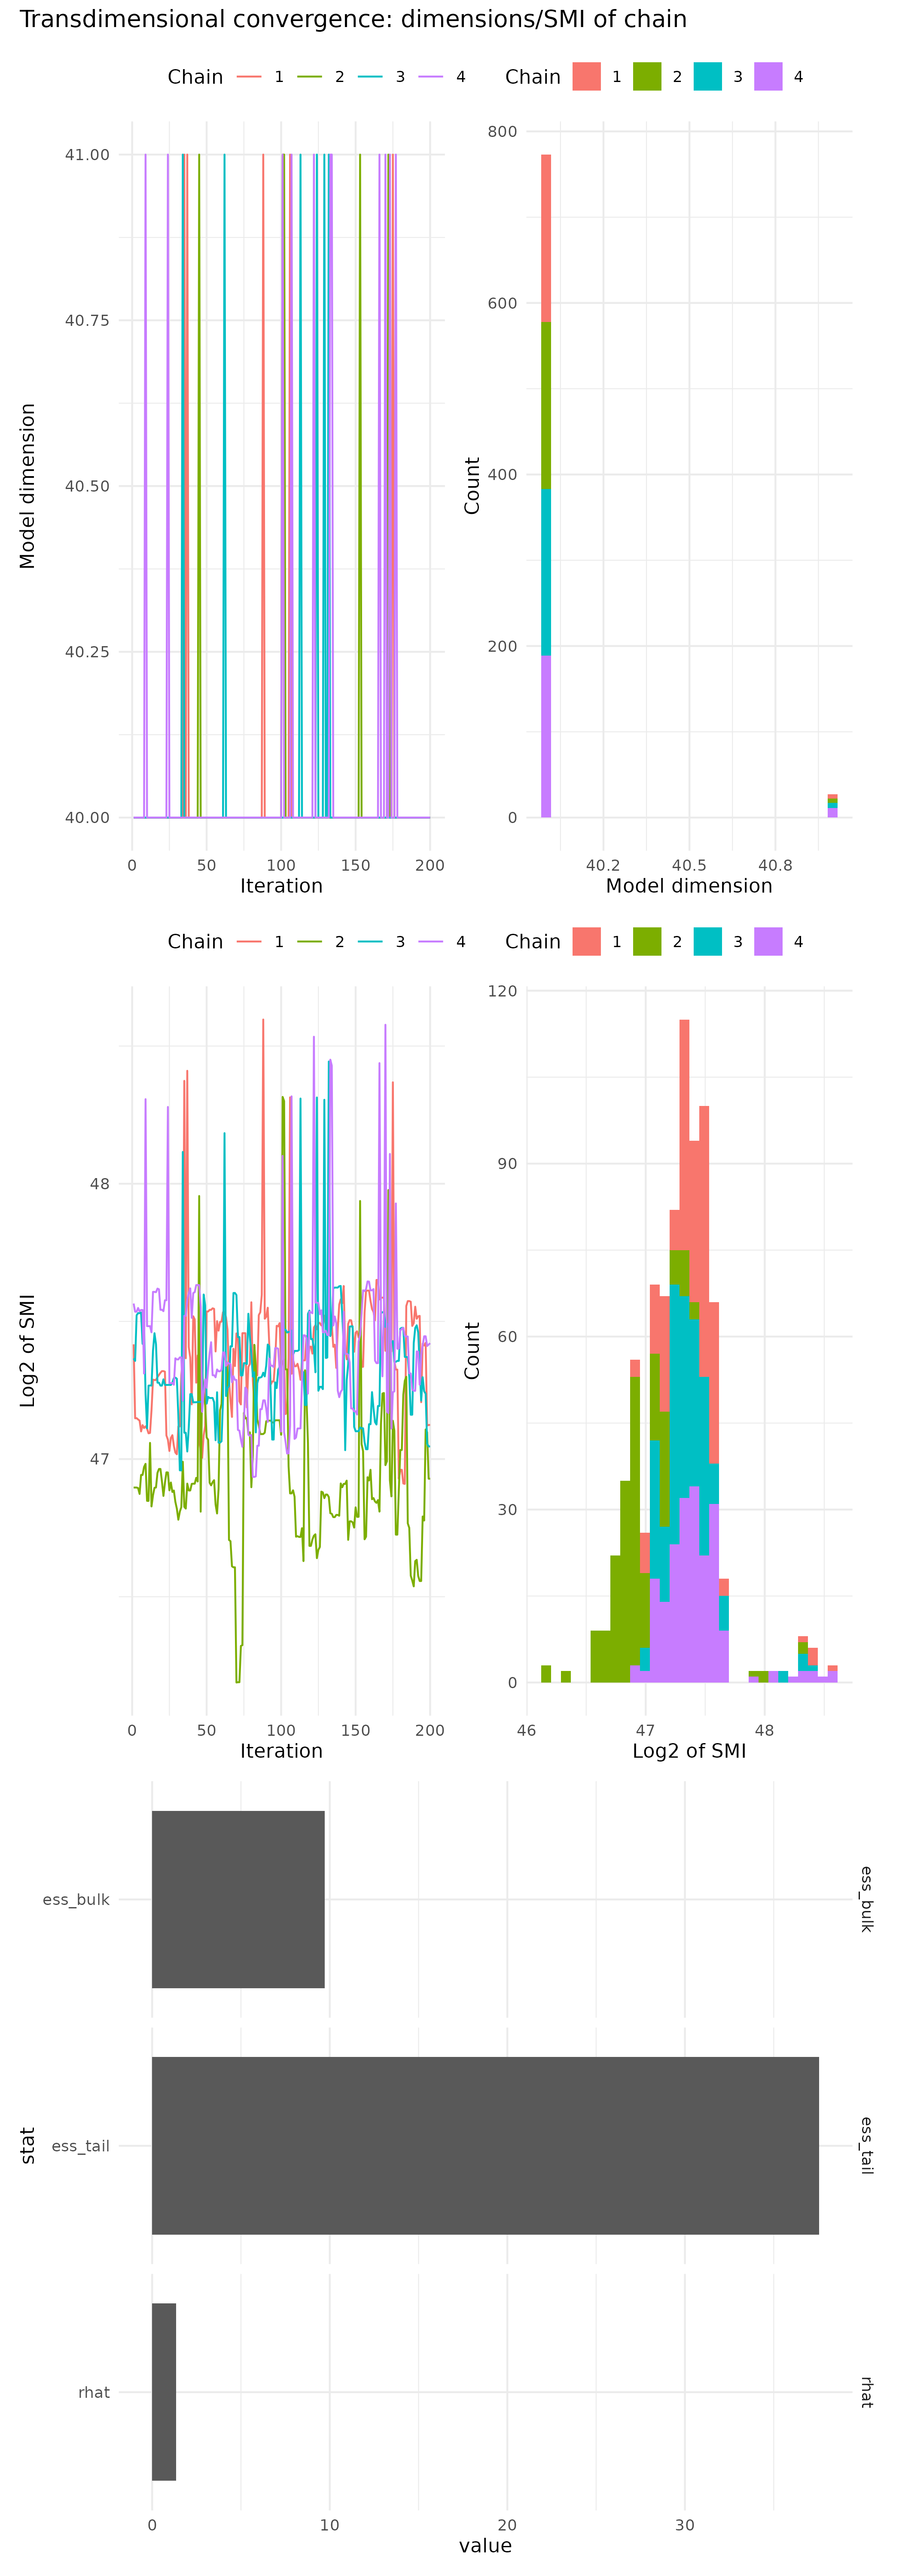 Transdimensional convergence: dimensions/SMI of chain
Chain 1 2 3 4
Chain 1 2 3 4
41.00
40.75
40.50
40.25
40.00
Model dimension
0 50 100 150 200
Iteration
800
600
400
200
0
Count
40.2 40.5 40.8
Model dimension
Chain 1 2 3 4
Chain 1 2 3 4
48
47
Log2 of SMI
0 50 100 150 200
Iteration
120
90
60
30
0
Count
46 47 48
Log2 of SMI
ess_bulk
ess_bulk
stat
ess_tail
ess_tail
rhat
rhat
0 10 20 30
value